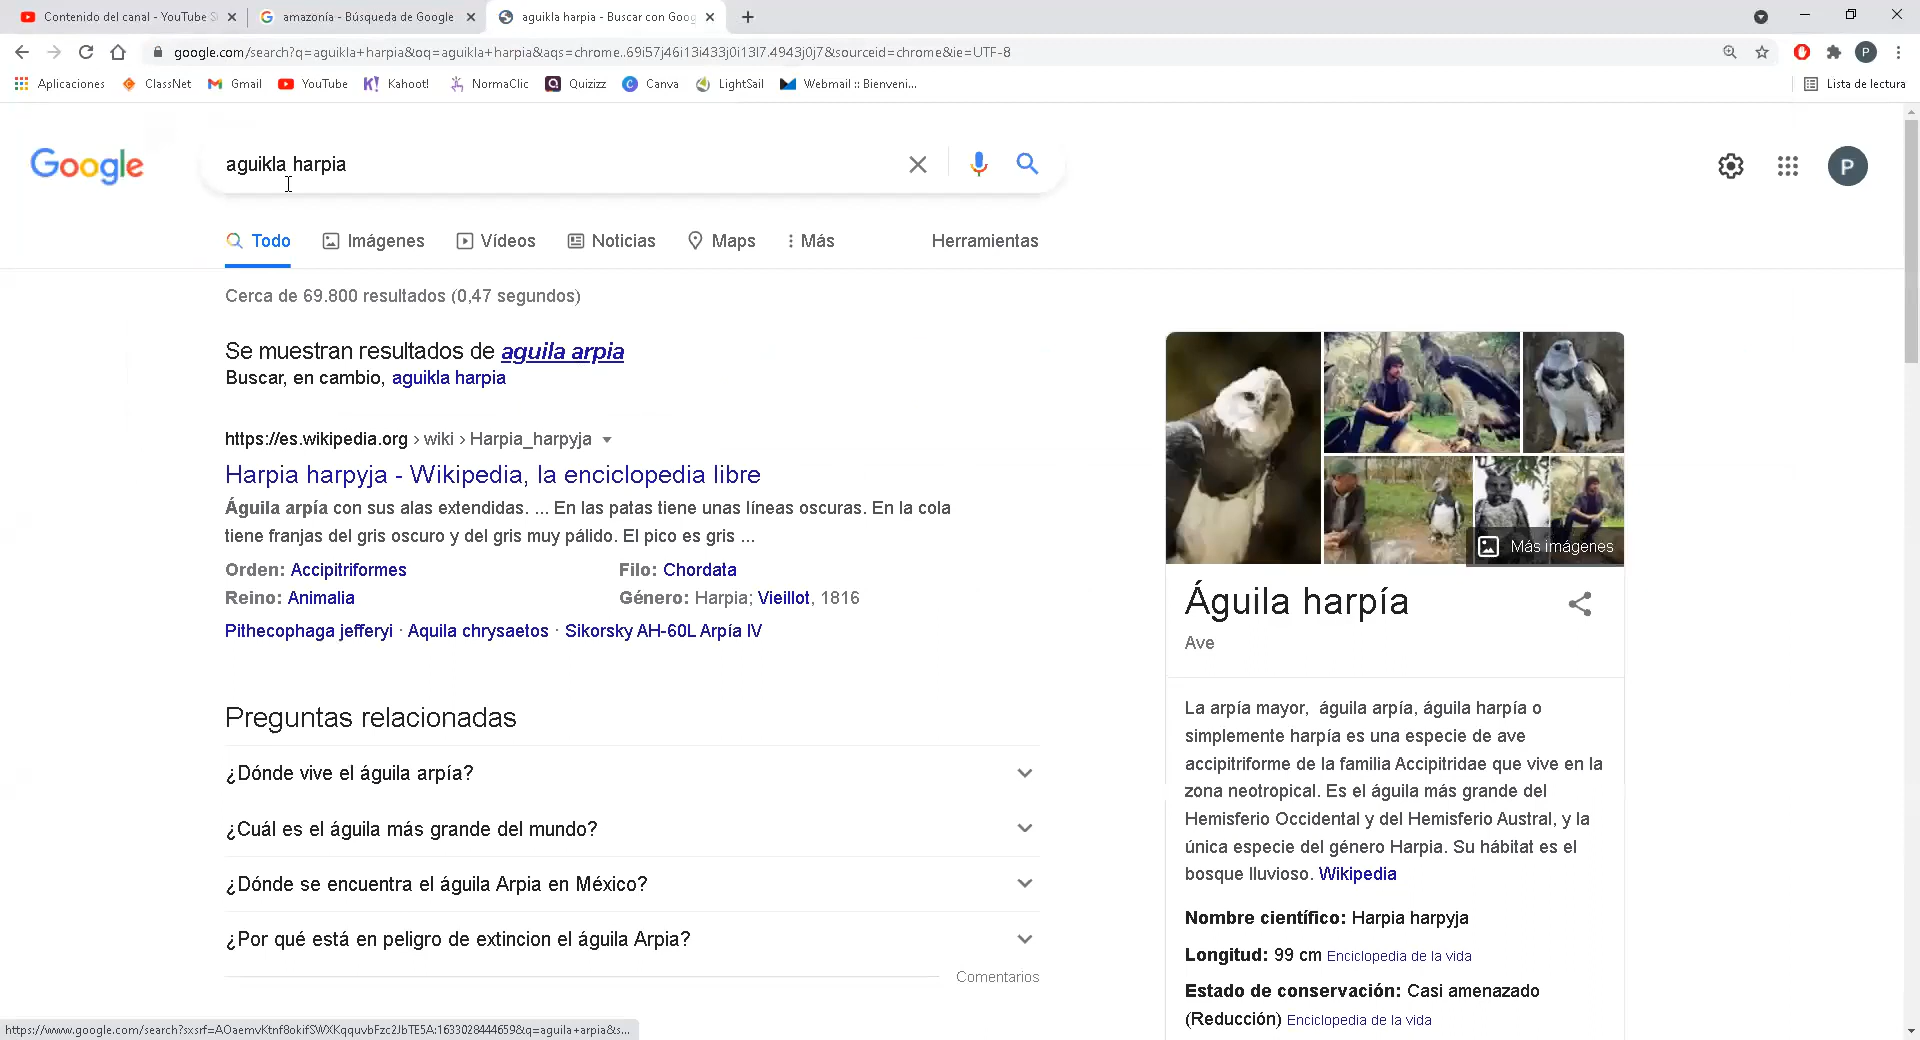 Contenido del canal - YouTube S
amazonía - Búsqueda de Google
aguikla harpia - Buscar con Goog
google.com/search?q=aguikla+harpia&oq=aguikla+harpia&aqs=chrome..69i57j46i13i433j0i13l7.4943j0j7&sourceid=chrome&ie=UTF-8
P
Aplicaciones
ClassNet
Gmail
YouTube
K! Kahoot!
NormaClic
Quizizz
Canva
LightSail
Webmail :: Bienveni...
Lista de lectura
Google
aguikla harpia
P
Todo
Imágenes
Vídeos
Noticias
Maps
Más
Herramientas
Cerca de 69.800 resultados (0,47 segundos)
Se muestran resultados de aguila arpia
Buscar, en cambio, aguikla harpia
https://es.wikipedia.org › wiki › Harpia_harpyja
Harpia harpyja - Wikipedia, la enciclopedia libre
Águila arpía con sus alas extendidas. ... En las patas tiene unas líneas oscuras. En la cola
tiene franjas del gris oscuro y del gris muy pálido. El pico es gris ...
Orden: Accipitriformes
Filo: Chordata
Reino: Animalia
Género: Harpia; Vieillot, 1816
Pithecophaga jefferyi · Aquila chrysaetos · Sikorsky AH-60L Arpía IV
Preguntas relacionadas
¿Dónde vive el águila arpía?
¿Cuál es el águila más grande del mundo?
¿Dónde se encuentra el águila Arpia en México?
¿Por qué está en peligro de extincion el águila Arpia?
Comentarios
Más imágenes
Águila harpía
Ave
La arpía mayor, águila arpía, águila harpía o
simplemente harpía es una especie de ave
accipitriforme de la familia Accipitridae que vive en la
zona neotropical. Es el águila más grande del
Hemisferio Occidental y del Hemisferio Austral, y la
única especie del género Harpia. Su hábitat es el
bosque lluvioso. Wikipedia
Nombre científico: Harpia harpyja
Longitud: 99 cm Enciclopedia de la vida
Estado de conservación: Casi amenazado
(Reducción) Enciclopedia de la vida
https://www.google.com/search?sxsrf=AOaemvKtnf8okifSWXKqquvbFzc2JbTE5A:1633028444659&q=aguila+arpia&s...